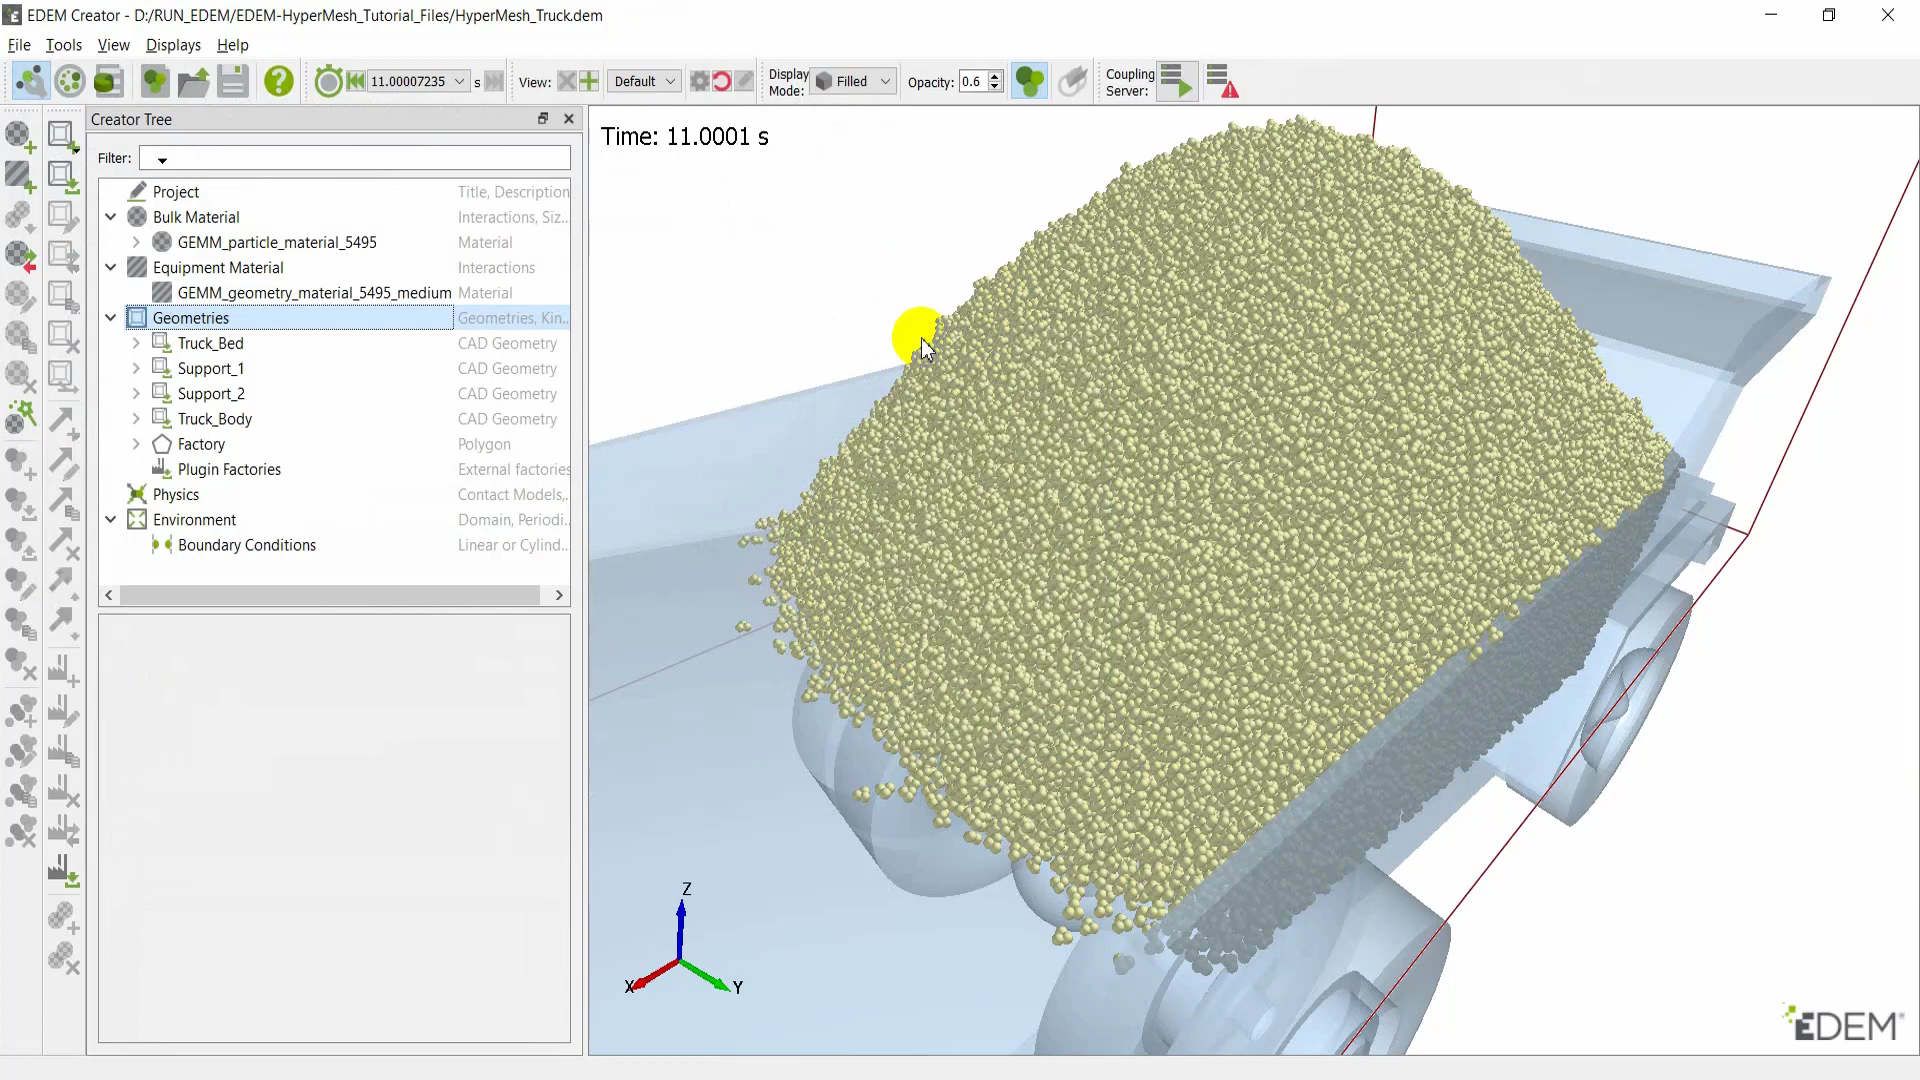 EDEM Creator - D:/RUN_EDEM/EDEM-HyperMesh_Tutorial_Files/HyperMesh_Truck.dem
File Tools View Displays Help
11.00007235 s View: Default Display Mode: Filled Opacity: 0.6 Coupling Server:
Creator Tree
Filter:
Time: 11.0001 s
Project Title, Description
Bulk Material Interactions, Siz...
GEMM_particle_material_5495 Material
Equipment Material Interactions
GEMM_geometry_material_5495_medium Material
Geometries Geometries, Kin...
Truck_Bed CAD Geometry
Support_1 CAD Geometry
Support_2 CAD Geometry
Truck_Body CAD Geometry
Factory Polygon
Plugin Factories External factories
Physics Contact Models,...
Environment Domain, Periodi...
Boundary Conditions Linear or Cylind...
Z
X
Y
EDEM